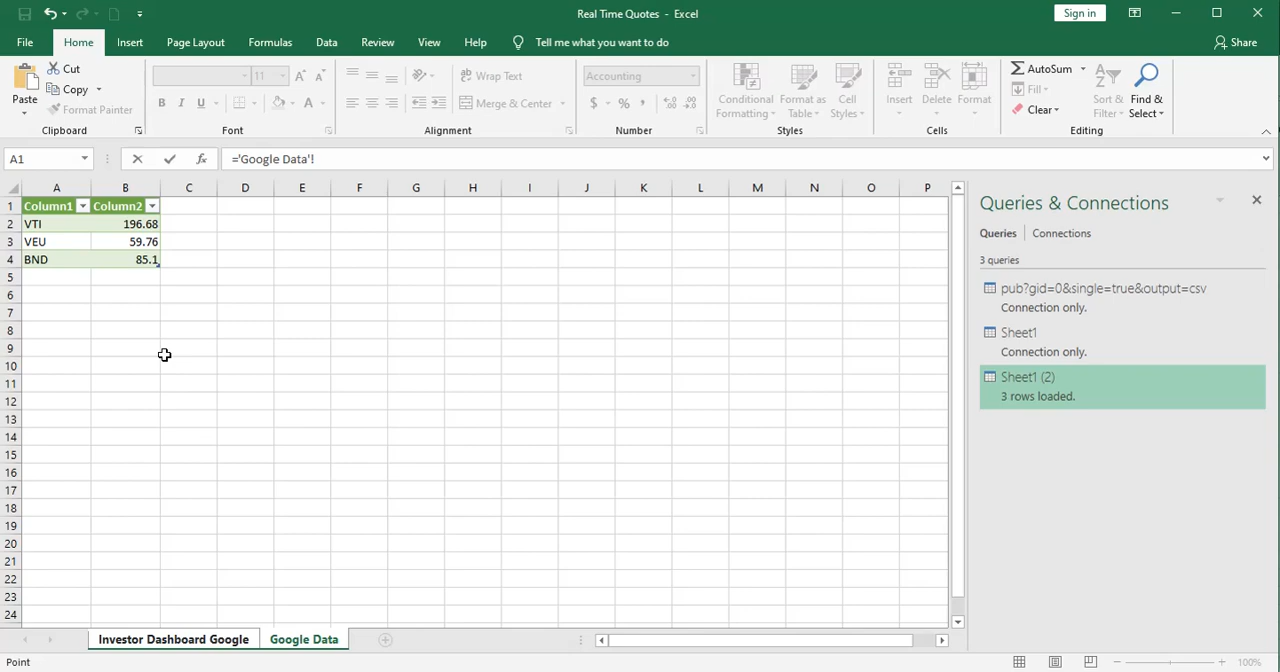 Real Time Quotes - Excel
Sign in
File Home Insert Page Layout Formulas Data Review View Help Tell me what you want to do Share
Paste
Cut
Copy
Format Painter
Clipboard
11
B I U
Font
Wrap Text
Merge & Center
Alignment
Accounting
$ % ,
Number
Conditional Formatting
Format as Table
Cell Styles
Styles
Insert
Delete
Format
Cells
AutoSum
Fill
Clear
Sort & Filter
Find & Select
Editing
A1
fx
='Google Data'!
A B C D E F G H I J K L M N O P
1 Column1 Column2
2 VTI 196.68
3 VEU 59.76
4 BND 85.1
5
6
7
8
9
10
11
12
13
14
15
16
17
18
19
20
21
22
23
24
Queries & Connections
Queries | Connections
3 queries
pub?gid=0&single=true&output=csv
Connection only.
Sheet1
Connection only.
Sheet1 (2)
3 rows loaded.
Investor Dashboard Google
Google Data
Point
100%